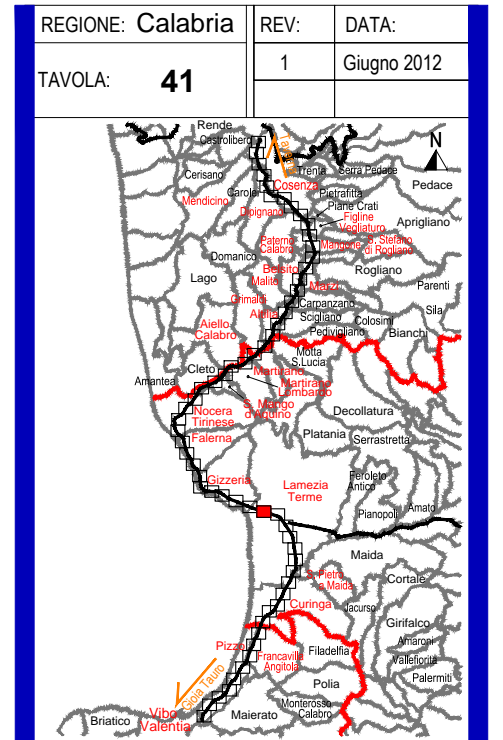 REGIONE: Calabria
REV:
DATA:
TAVOLA: 41
1
Giugno 2012
Rende
Castrolibero
Taranto
N
Cerisano
Trenta
Serra Pedace
Carolei
Cosenza
Pedace
Mendicino
Pietrafitta
Dipignano
Piane Crati
Figline
Vegliaturo
Aprigliano
Paterno
Calabro
Mangone
S. Stefano
di Rogliano
Domanico
Belsito
Rogliano
Lago
Malito
Marzi
Parenti
Grimaldi
Carpanzano
Altilia
Scigliano
Colosimi
Sila
Aiello
Calabro
Pedivigliano
Bianchi
Motta
S.Lucia
Cleto
Martirano
Amantea
Martirano
Lombardo
Nocera
Tirinese
S. Mango
d'Aquino
Decollatura
Falerna
Platania
Serrastretta
Gizzeria
Lamezia
Terme
Feroleto
Antico
Pianopoli
Amato
Maida
S. Pietro
a Maida
Cortale
Curinga
Jacurso
Girifalco
Pizzo
Francavilla
Angitola
Filadelfia
Amaroni
Vallefiorita
Gioia Tauro
Polia
Palermiti
Vibo
Valentia
Briatico
Maierato
Monterosso
Calabro